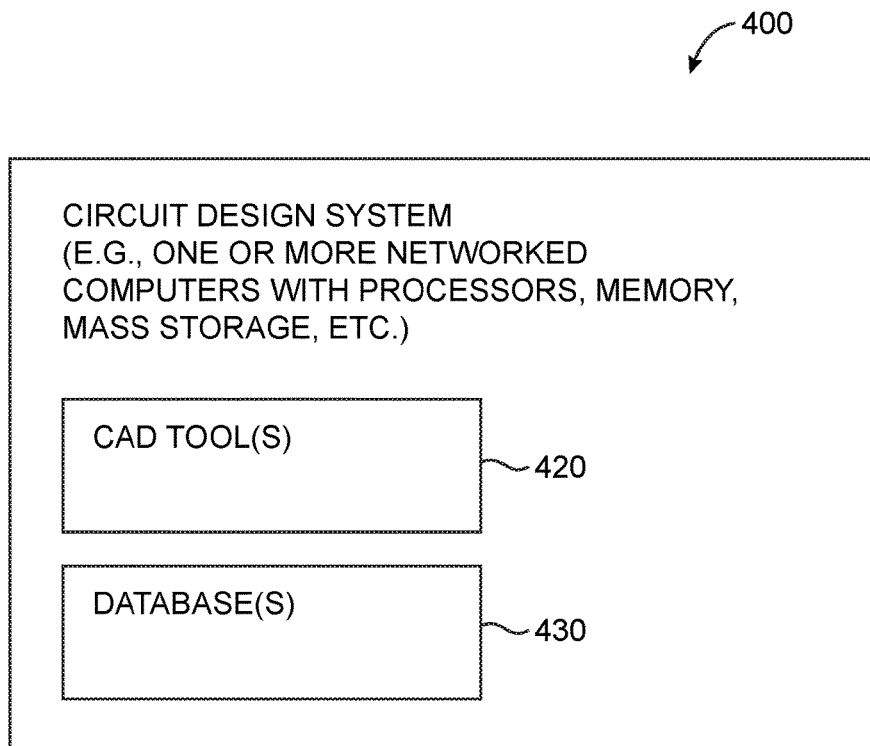 400
CIRCUIT DESIGN SYSTEM
(E.G., ONE OR MORE NETWORKED
COMPUTERS WITH PROCESSORS, MEMORY,
MASS STORAGE, ETC.)
CAD TOOL(S)
420
DATABASE(S)
430